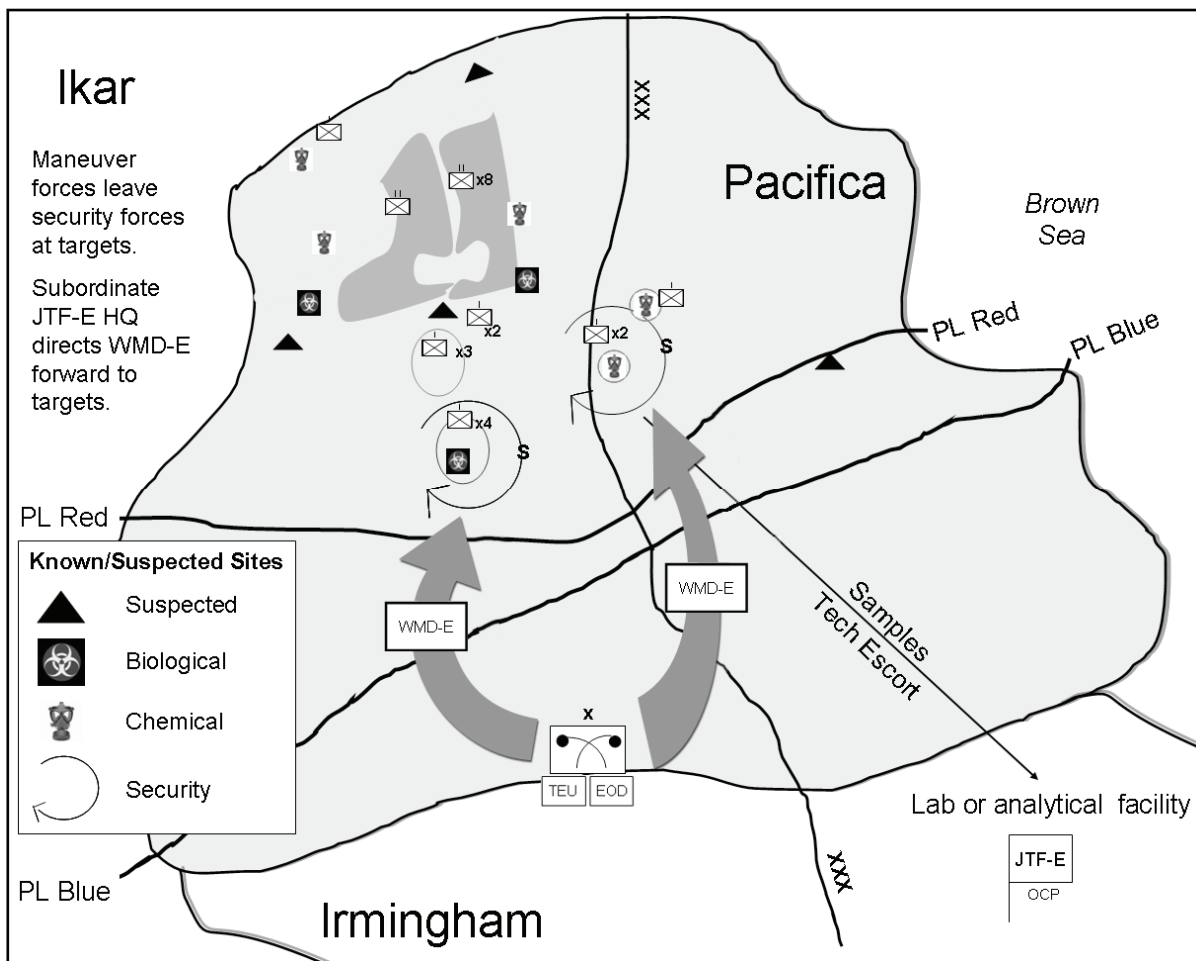 Ikar
Maneuver
forces leave
security forces
at targets.
Subordinate
JTF-E HQ
directs WMD-E
forward to
targets.
XXX
Pacifica
Brown
Sea
x8
x2
x3
x2
S
x4
S
PL Red
PL Blue
PL Red
Known/Suspected Sites
Suspected
Biological
Chemical
Security
WMD-E
WMD-E
Samples
Tech Escort
x
TEU
EOD
Lab or analytical facility
JTF-E
OCP
PL Blue
XXX
Irmingham